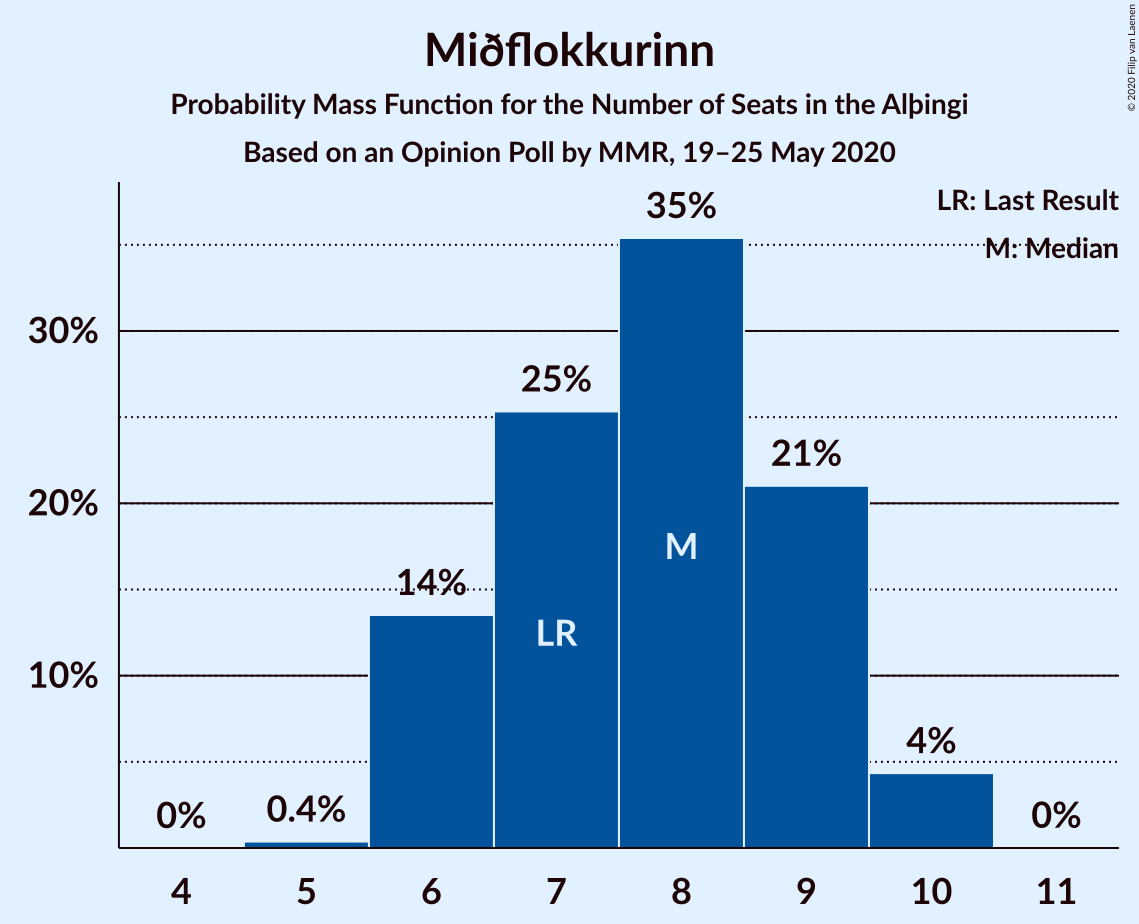 Miðflokkurinn
Probability Mass Function for the Number of Seats in the Alþingi
Based on an Opinion Poll by MMR, 19–25 May 2020
© 2020 Filip van Laenen
LR: Last Result
M: Median
35%
30%
25%
21%
20%
M
14%
LR
10%
4%
0%
0.4%
0%
4 5 6 7 8 9 10 11